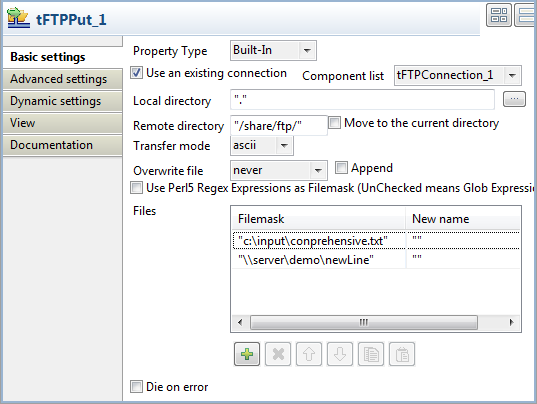 tFTPPut_1
Basic settings
Advanced settings
Dynamic settings
View
Documentation
Property Type Built-In
Use an existing connection Component list tFTPConnection_1
Local directory "."
Remote directory "/share/ftp/" Move to the current directory
Transfer mode ascii
Overwrite file never Append
Use Perl5 Regex Expressions as Filemask (UnChecked means Glob Expressio
Files
Filemask New name
"c:\input\conprehensive.txt" ""
"\\server\demo\newLine" ""
Die on error